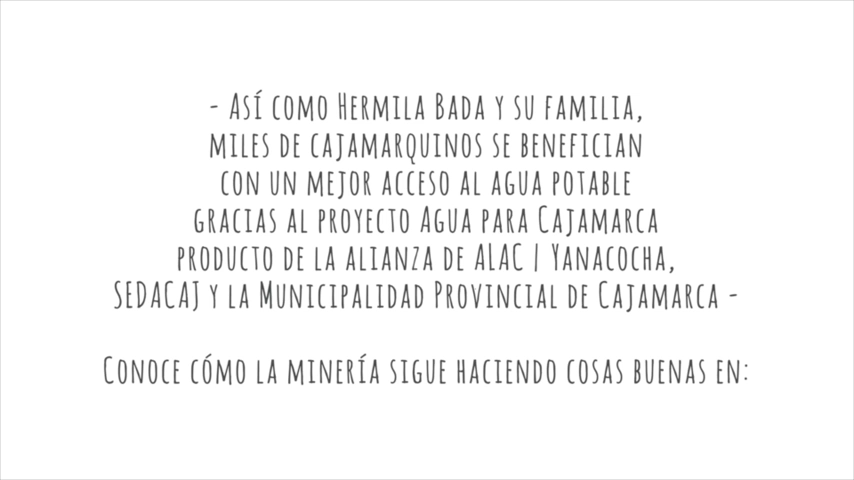 - Así como Hermila Bada y su familia,
miles de cajamarquinos se benefician
con un mejor acceso al agua potable
gracias al proyecto Agua para Cajamarca
producto de la alianza de ALAC | Yanacocha,
SEDACAJ y la Municipalidad Provincial de Cajamarca -
Conoce cómo la minería sigue haciendo cosas buenas en: